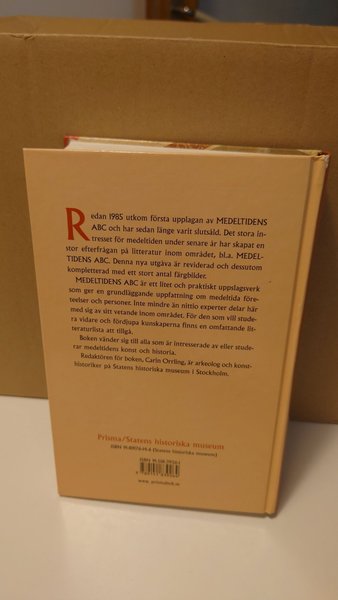 Redan 1985 utkom första upplagan av MEDELTIDENS
ABC och har sedan länge varit slutsåld. Det stora in-
tresset för medeltiden under senare år har skapat en
stor efterfrågan på litteratur inom området, bl.a. MEDEL-
TIDENS ABC. Denna nya utgåva är reviderad och dessutom
kompletterad med ett stort antal färgbilder.
MEDELTIDENS ABC är ett litet och praktiskt uppslagsverk
som ger en grundläggande uppfattning om medeltida före-
teelser och personer. Inte mindre än nittio experter delar här
med sig av sitt vetande inom området. För den som vill stude-
ra vidare och fördjupa kunskaperna finns en omfattande lit-
teraturlista att tillgå.
Boken vänder sig till alla som är intresserade av eller stude-
rar medeltidens konst och historia.
Redaktören för boken, Carin Orrling, är arkeolog och konst-
historiker på Statens historiska museum i Stockholm.
Prisma/Statens historiska museum
(Statens historiska museum)
www.prismabok.se